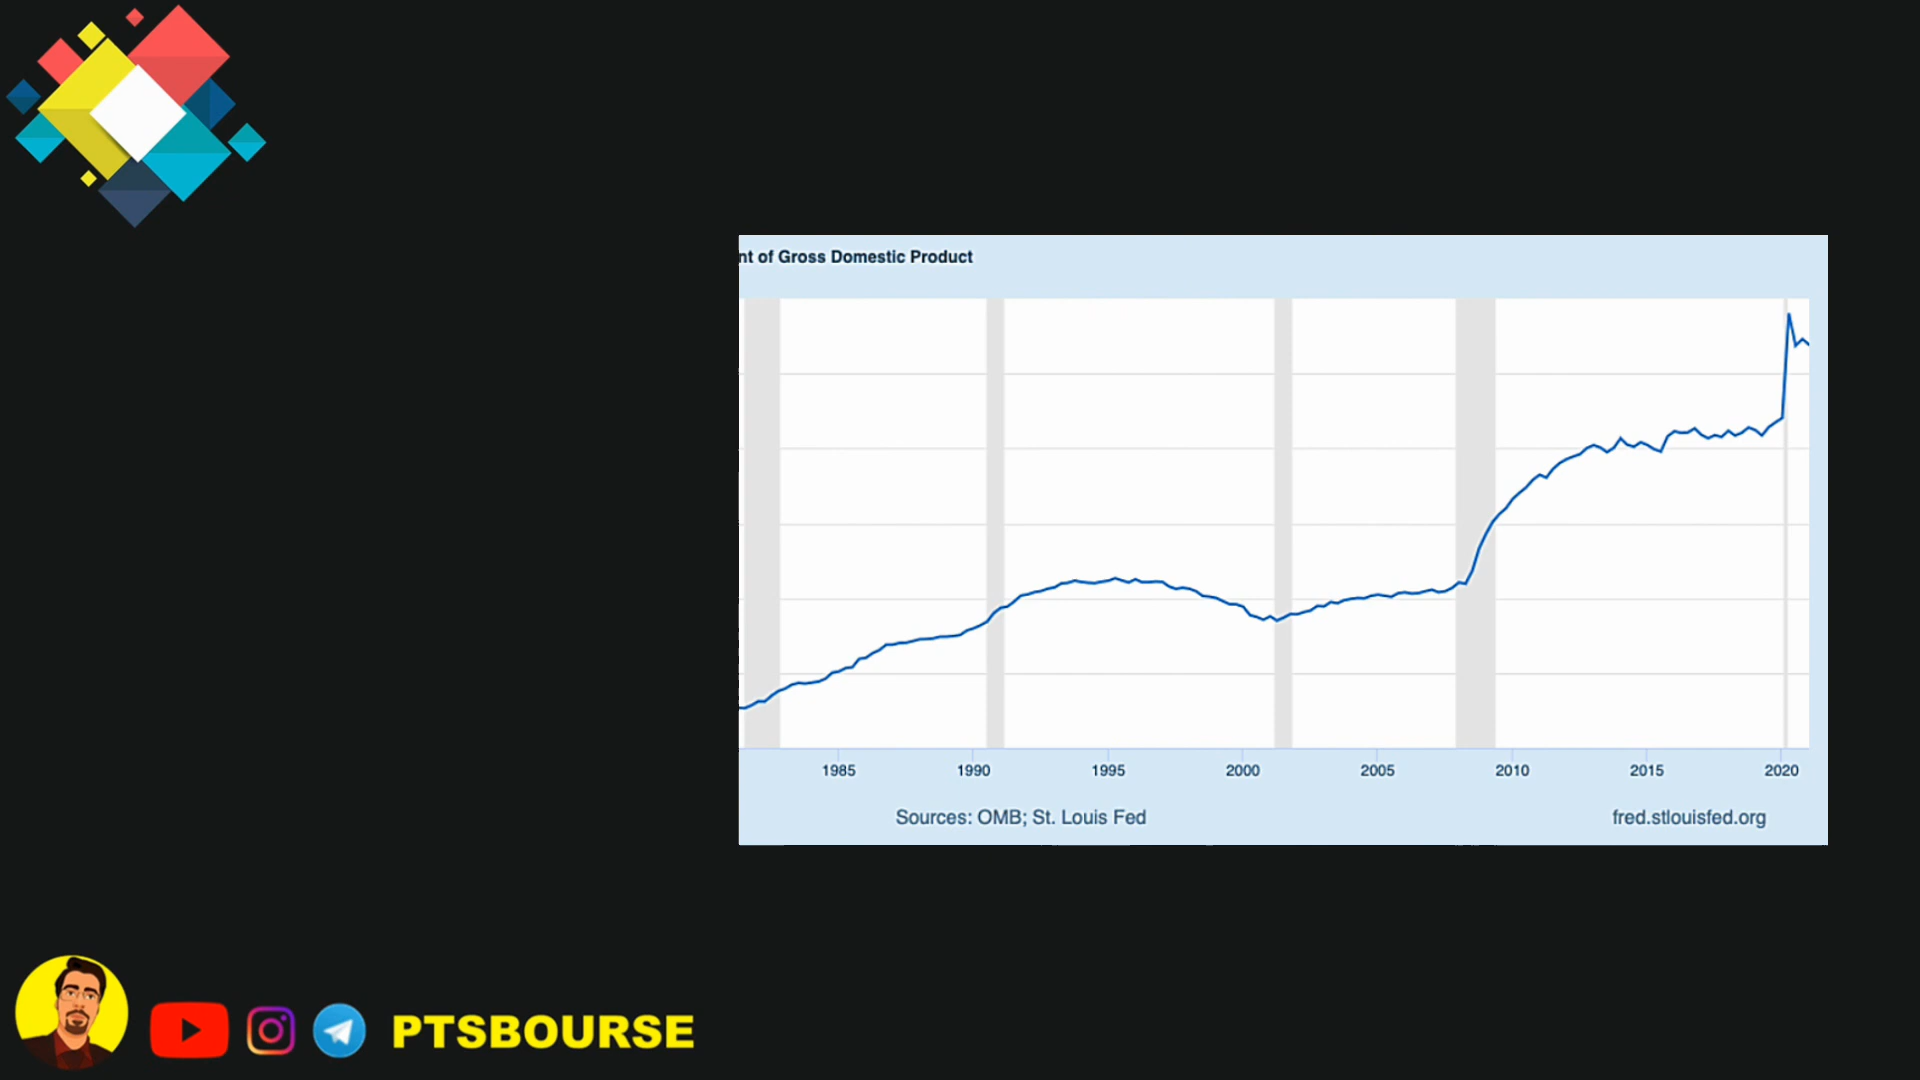 nt of Gross Domestic Product
1985 1990 1995 2000 2005 2010 2015 2020
Sources: OMB; St. Louis Fed fred.stlouisfed.org
PTSBOURSE